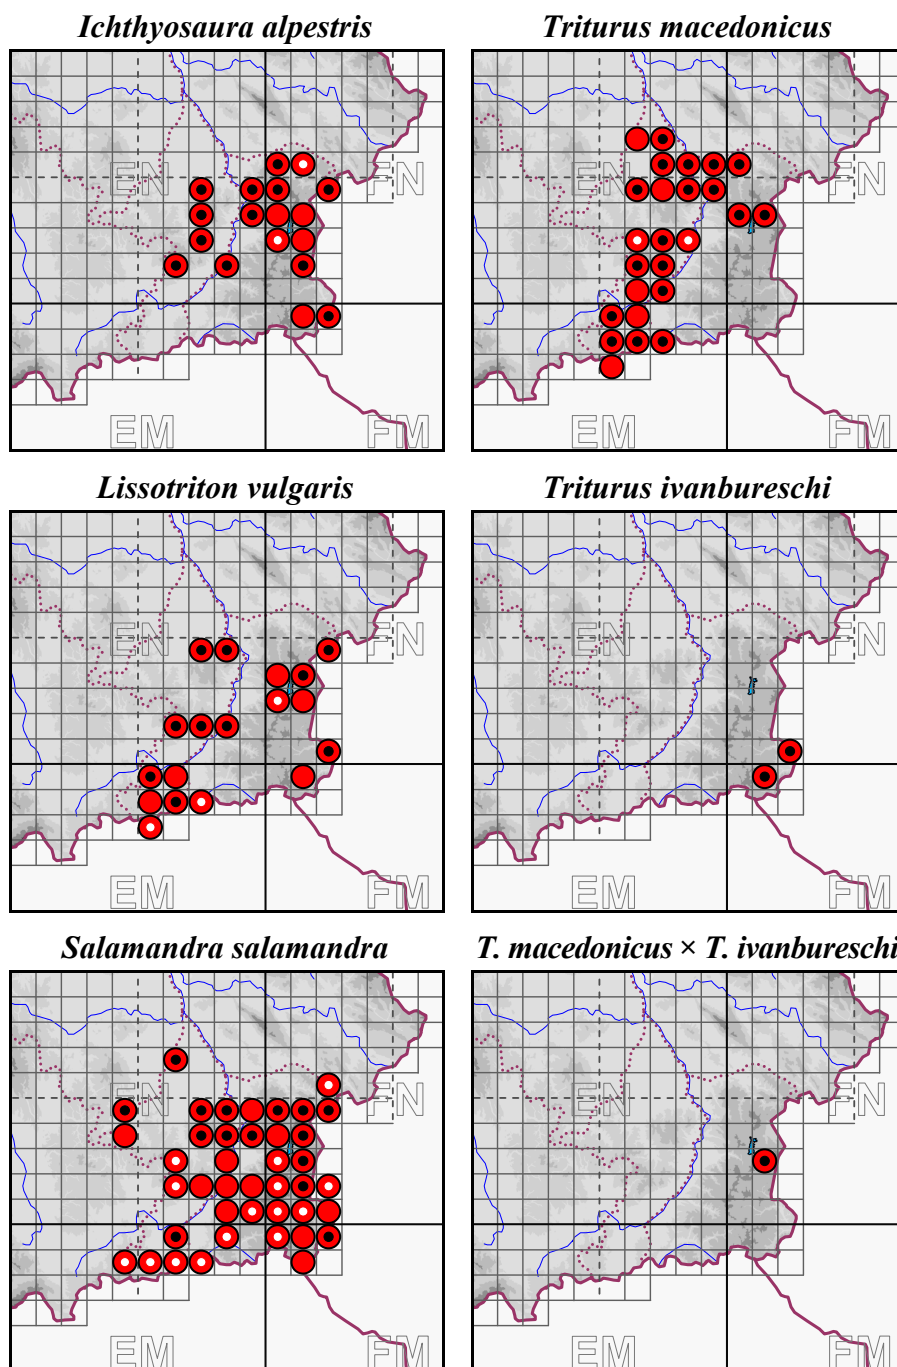 Ichthyosaura alpestris
Triturus macedonicus
EN
FN
EN
FN
EM
FM
EM
FM
Lissotriton vulgaris
Triturus ivanbureschi
EN
FN
EN
FN
EM
FM
EM
FM
Salamandra salamandra
T. macedonicus × T. ivanbureschi
EN
FN
EN
FN
EM
FM
EM
FM